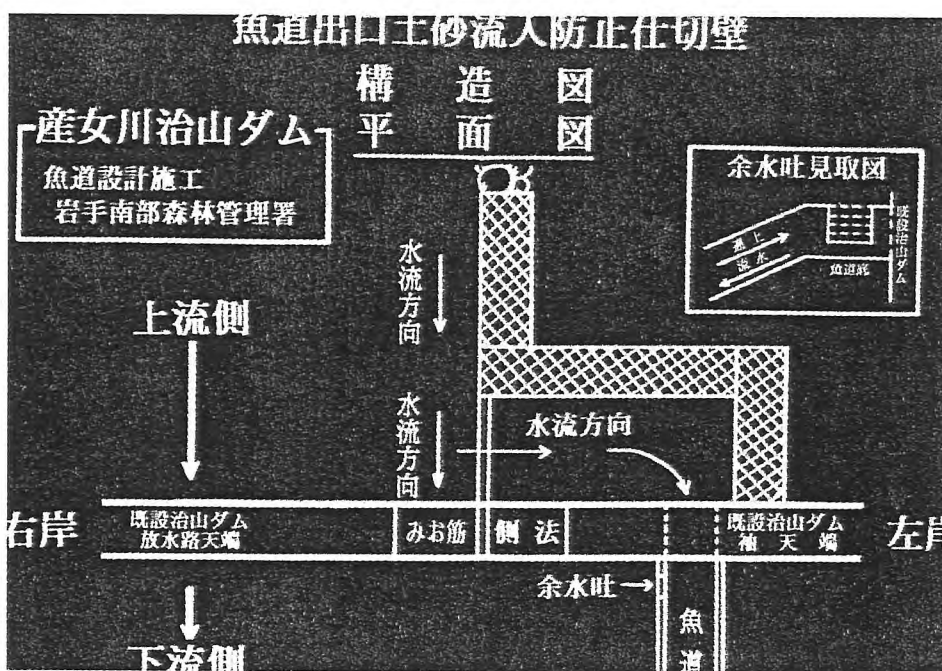 魚道出口土砂流入防止仕切壁
構造図
平面図
産女川治山ダム
魚道設計施工
岩手南部森林管理署
余水吐見取図
遡上
流水
魚道底
既設治山ダム
水流方向
上流側
水流方向
水流方向
右岸
既設治山ダム
放水路天端
みお筋
側法
既設治山ダム
袖天端
左岸
余水吐→
魚道
下流側